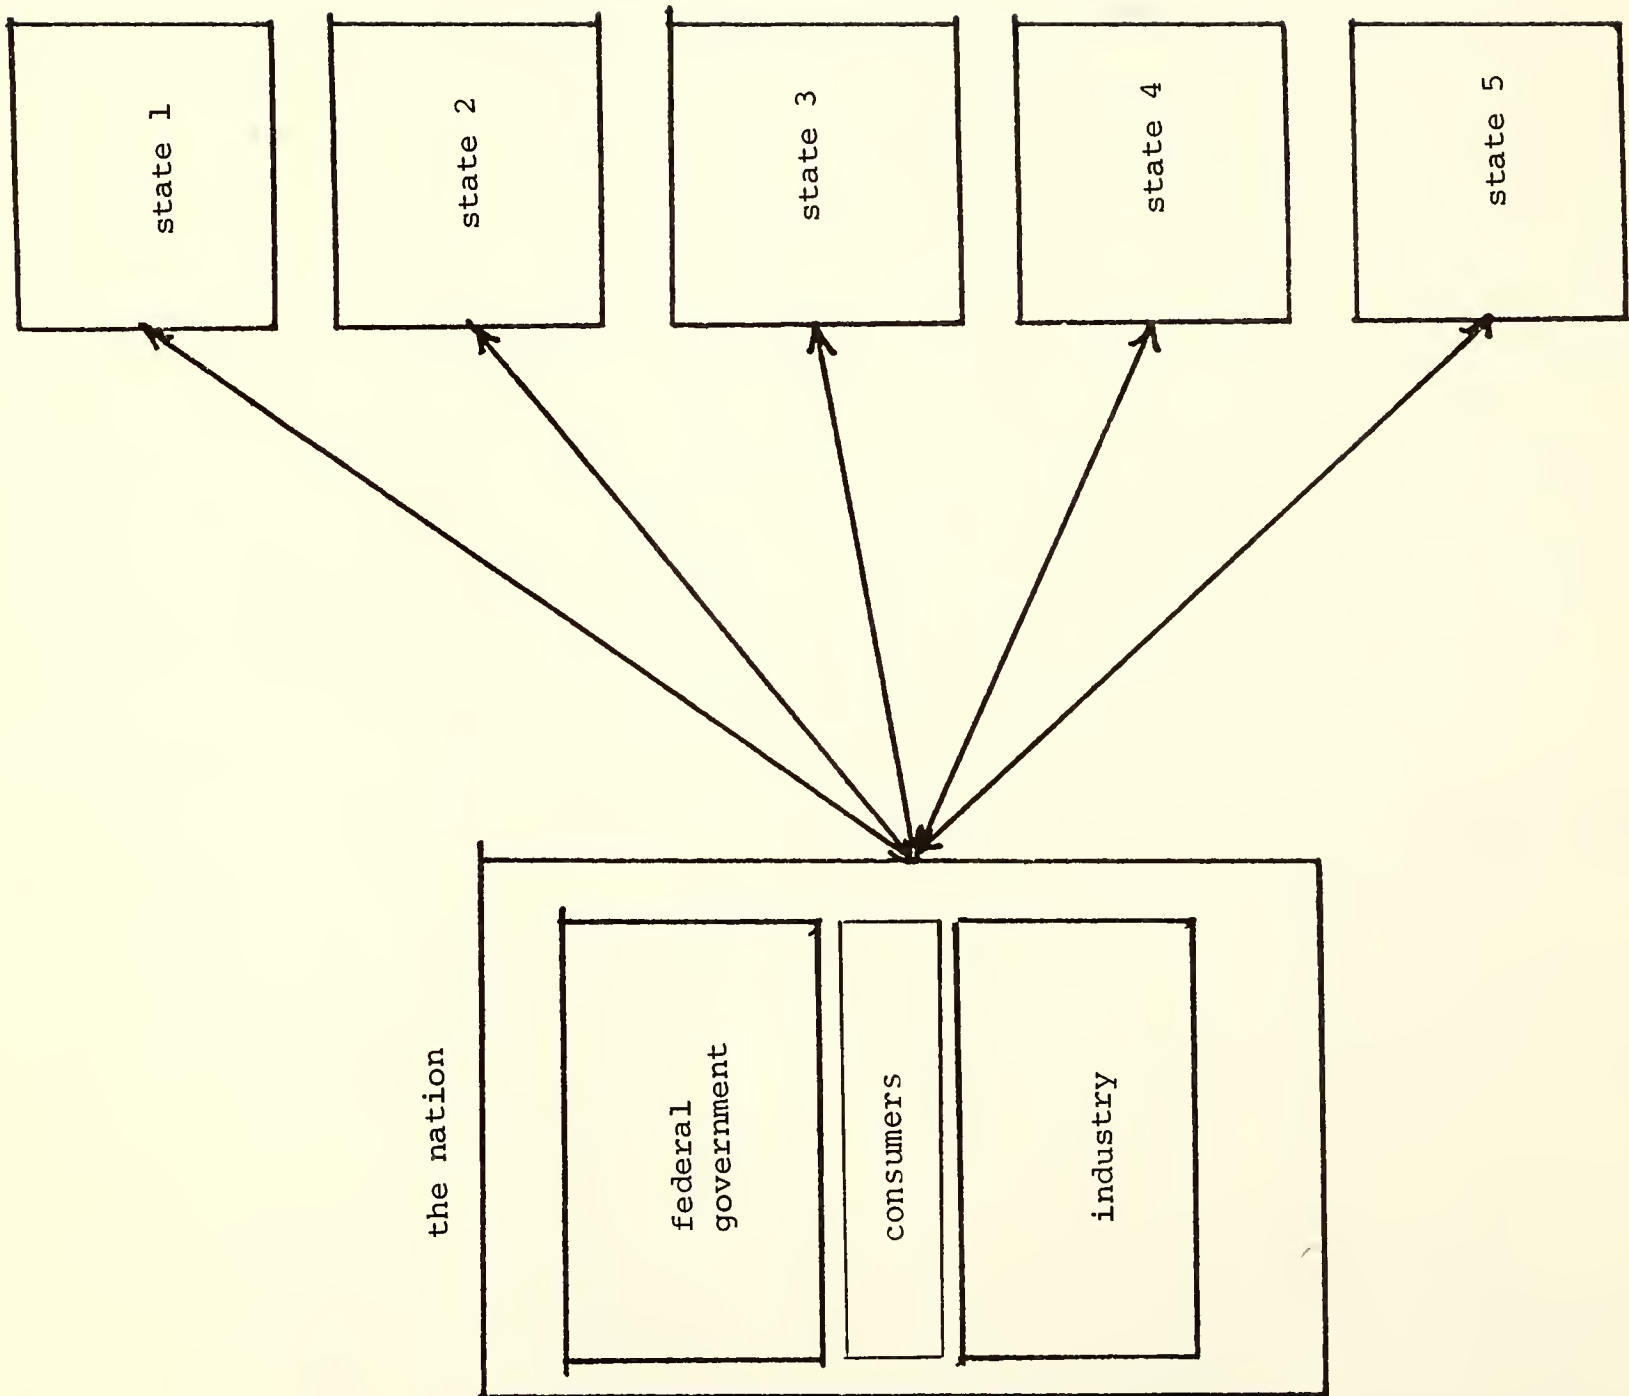 the nation
federal
government
consumers
industry
state 1
state 2
state 3
state 4
state 5